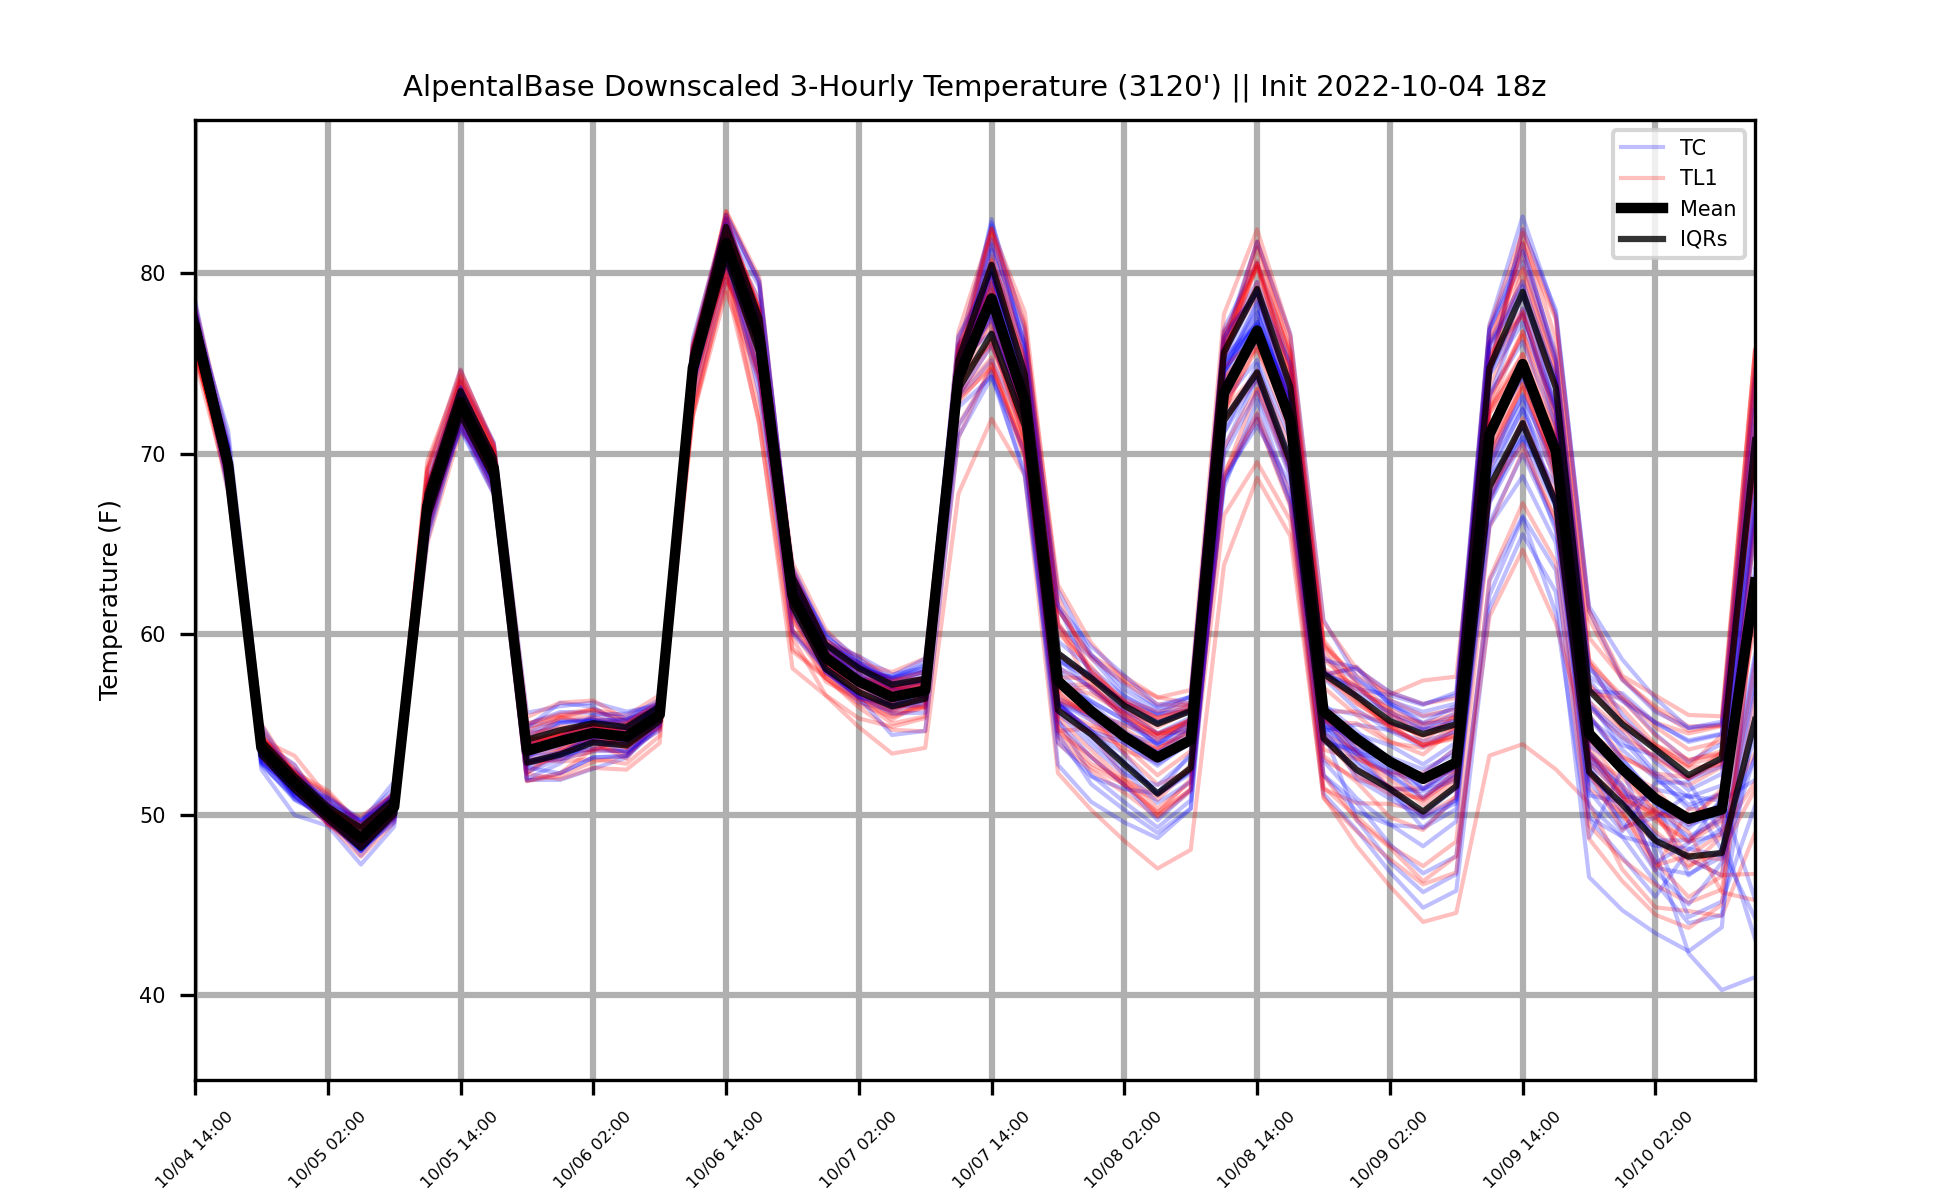 AlpentalBase Downscaled 3-Hourly Temperature (3120') || Init 2022-10-04 18z
TC
TL1
Mean
IQRs
Temperature (F)
80
70
60
50
40
10/04 14:00
10/05 02:00
10/05 14:00
10/06 02:00
10/06 14:00
10/07 02:00
10/07 14:00
10/08 02:00
10/08 14:00
10/09 02:00
10/09 14:00
10/10 02:00